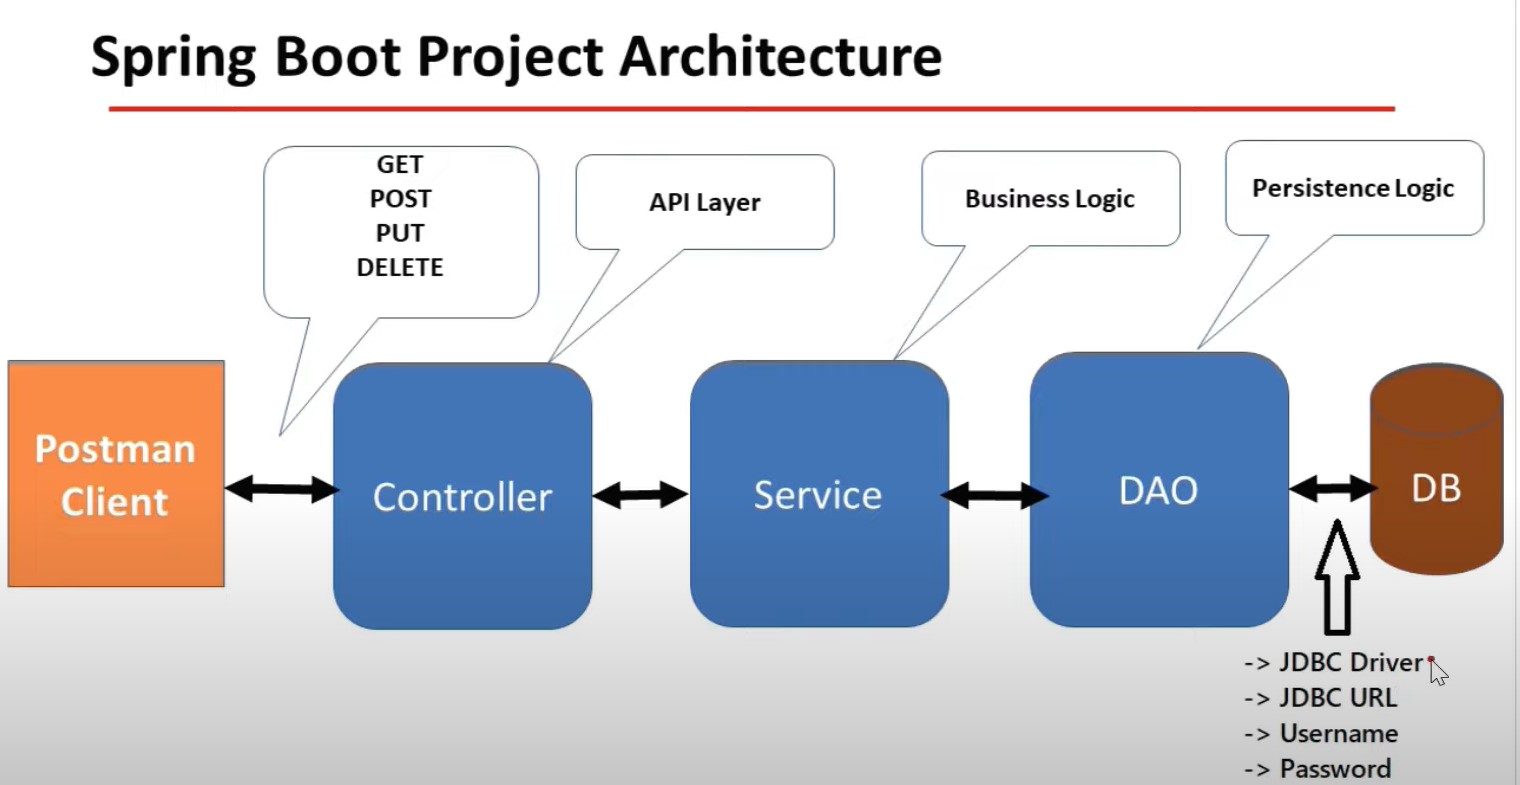 Spring Boot Project Architecture
GET
POST
PUT
DELETE
API Layer
Business Logic
Persistence Logic
Postman
Client
Controller
Service
DAO
DB
-> JDBC Driver
-> JDBC URL
-> Username
-> Password